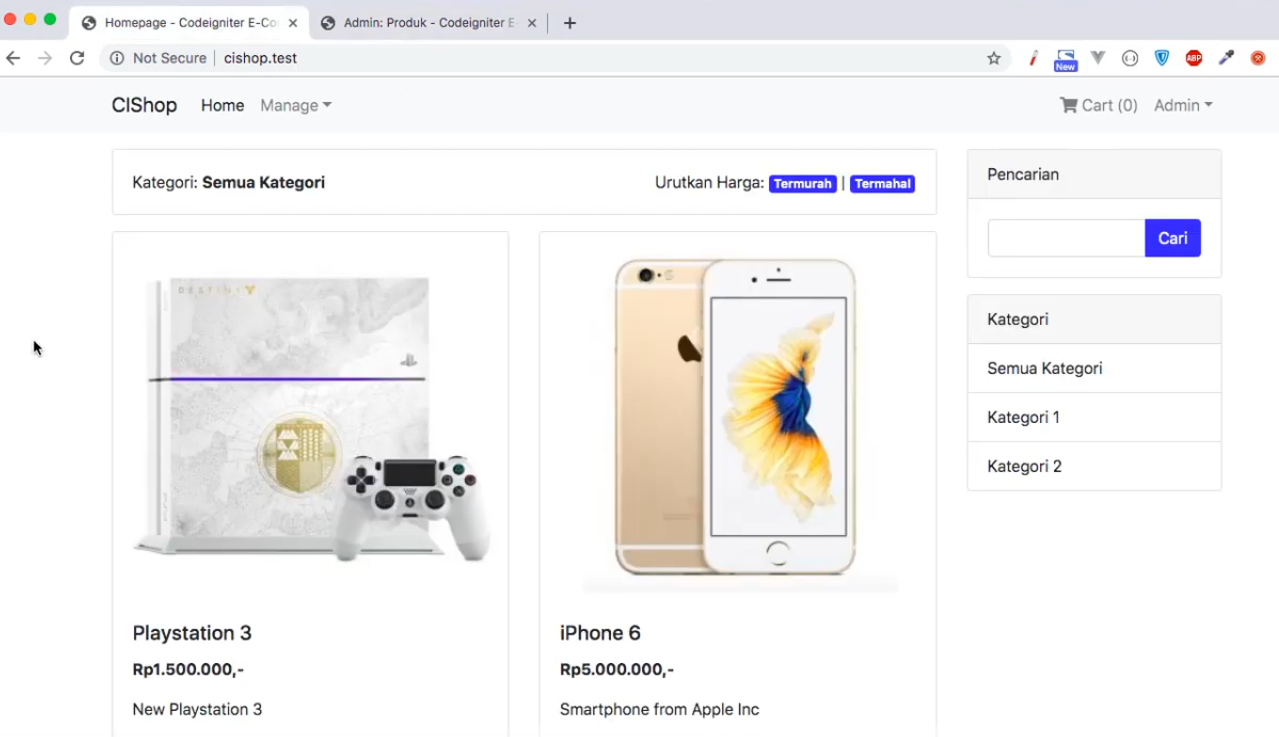 Homepage - Codeigniter E-Co
Admin: Produk - Codeigniter E
Not Secure
cishop.test
New
ABP
CIShop
Home
Manage
Cart (0)
Admin
Kategori: Semua Kategori
Urutkan Harga: Termurah | Termahal
Pencarian
Cari
DESTINY
Kategori
Semua Kategori
Kategori 1
Kategori 2
Playstation 3
Rp1.500.000,-
New Playstation 3
iPhone 6
Rp5.000.000,-
Smartphone from Apple Inc